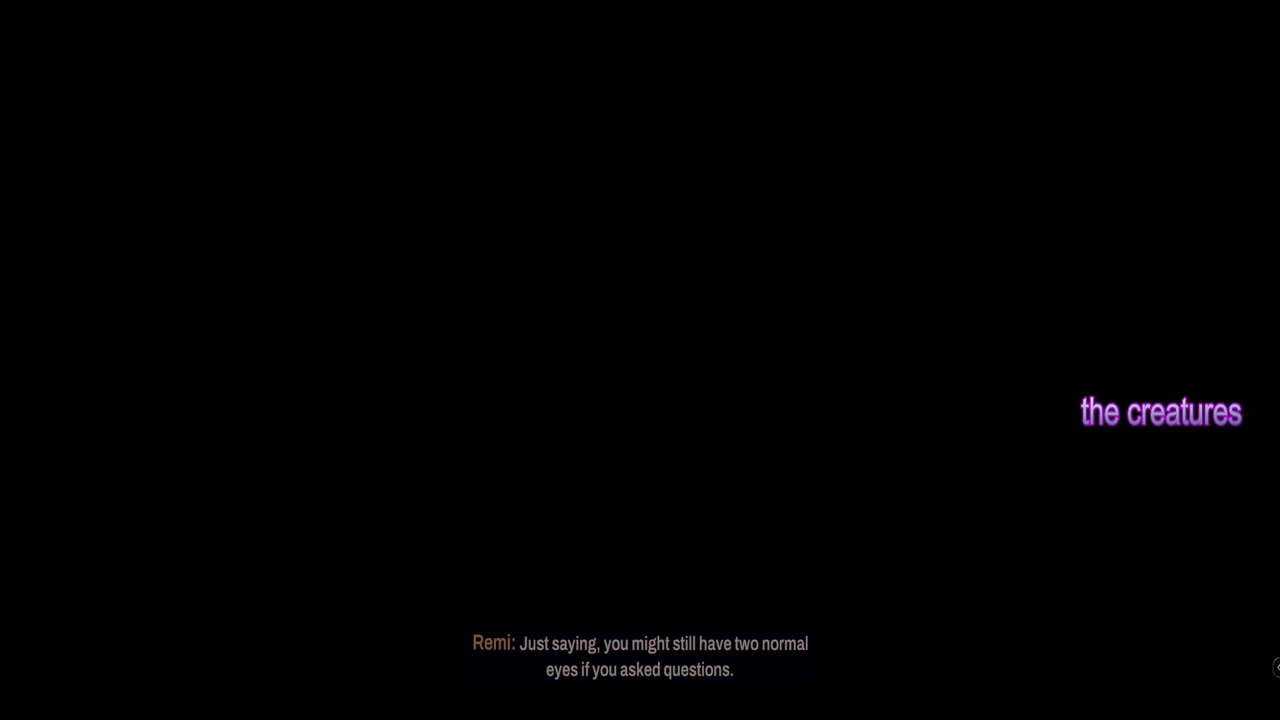 the creatures
Remi: Just saying, you might still have two normal
eyes if you asked questions.